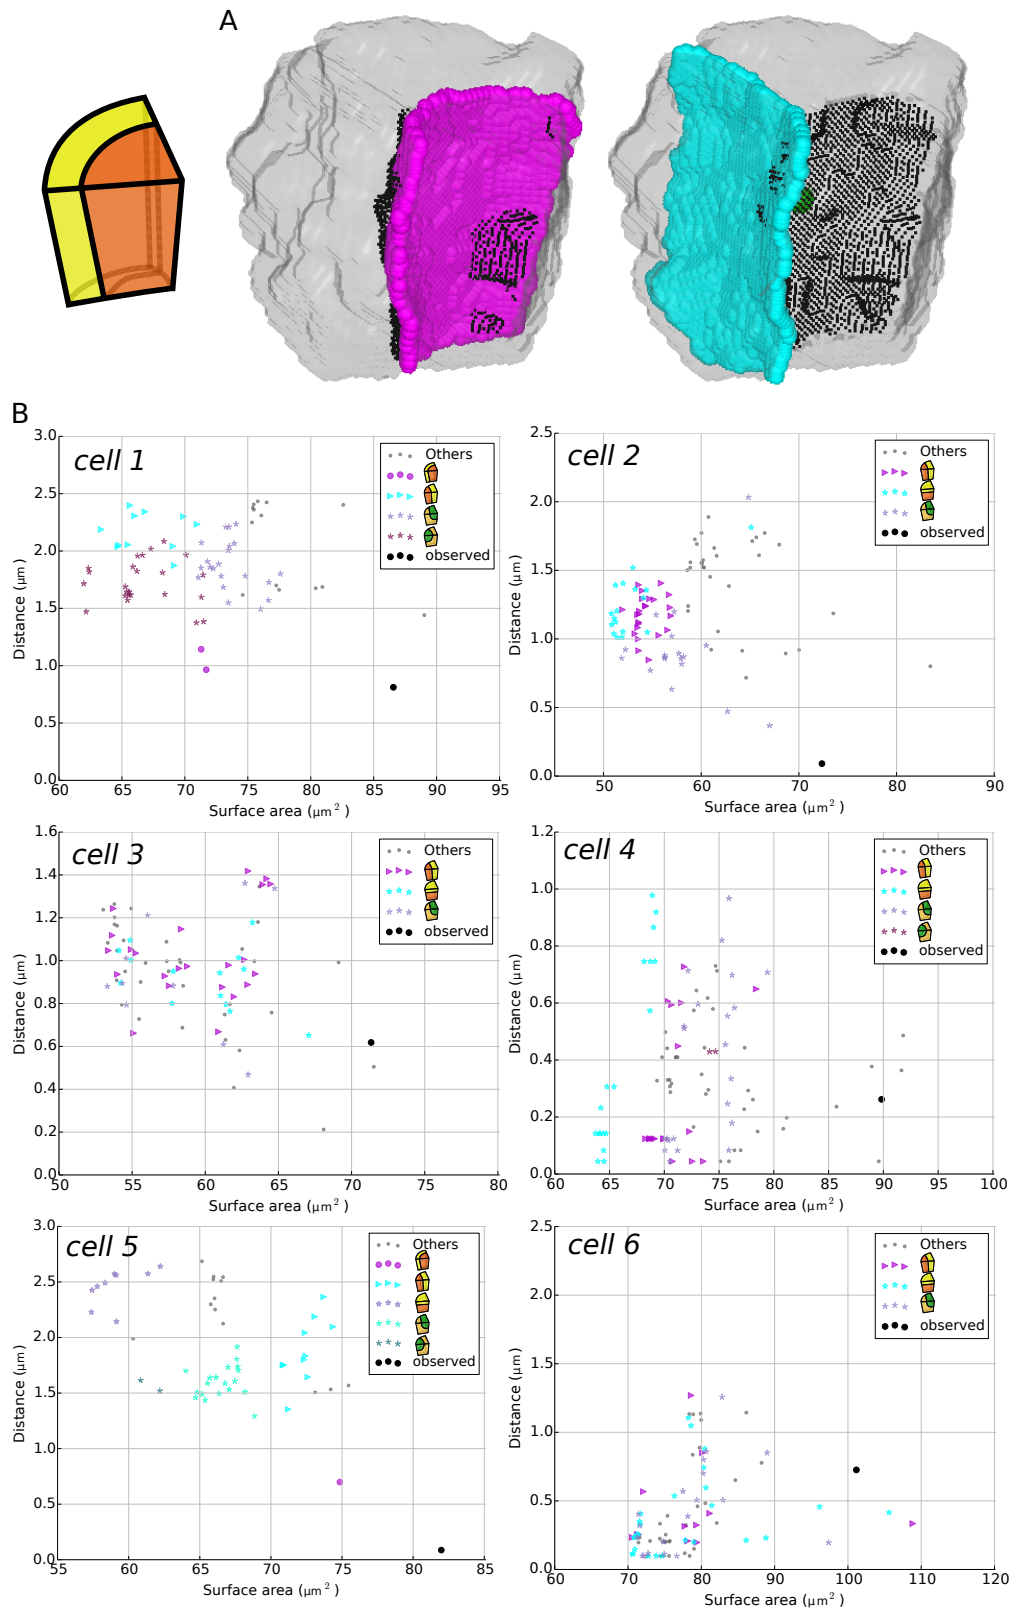 A
B
cell 1
Others
observed
3.0
2.5
2.0
1.5
1.0
0.5
0.0
60 65 70 75 80 85 90 95
Distance (μm)
Surface area (μm²)
cell 2
Others
observed
2.5
2.0
1.5
1.0
0.5
0.0
50 60 70 80 90
Distance (μm)
Surface area (μm²)
cell 3
Others
observed
1.6
1.4
1.2
1.0
0.8
0.6
0.4
0.2
0.0
50 55 60 65 70 75 80
Distance (μm)
Surface area (μm²)
cell 4
Others
observed
1.2
1.0
0.8
0.6
0.4
0.2
0.0
60 65 70 75 80 85 90 95 100
Distance (μm)
Surface area (μm²)
cell 5
Others
observed
3.0
2.5
2.0
1.5
1.0
0.5
0.0
55 60 65 70 75 80 85
Distance (μm)
Surface area (μm²)
cell 6
Others
observed
2.5
2.0
1.5
1.0
0.5
0.0
60 70 80 90 100 110 120
Distance (μm)
Surface area (μm²)